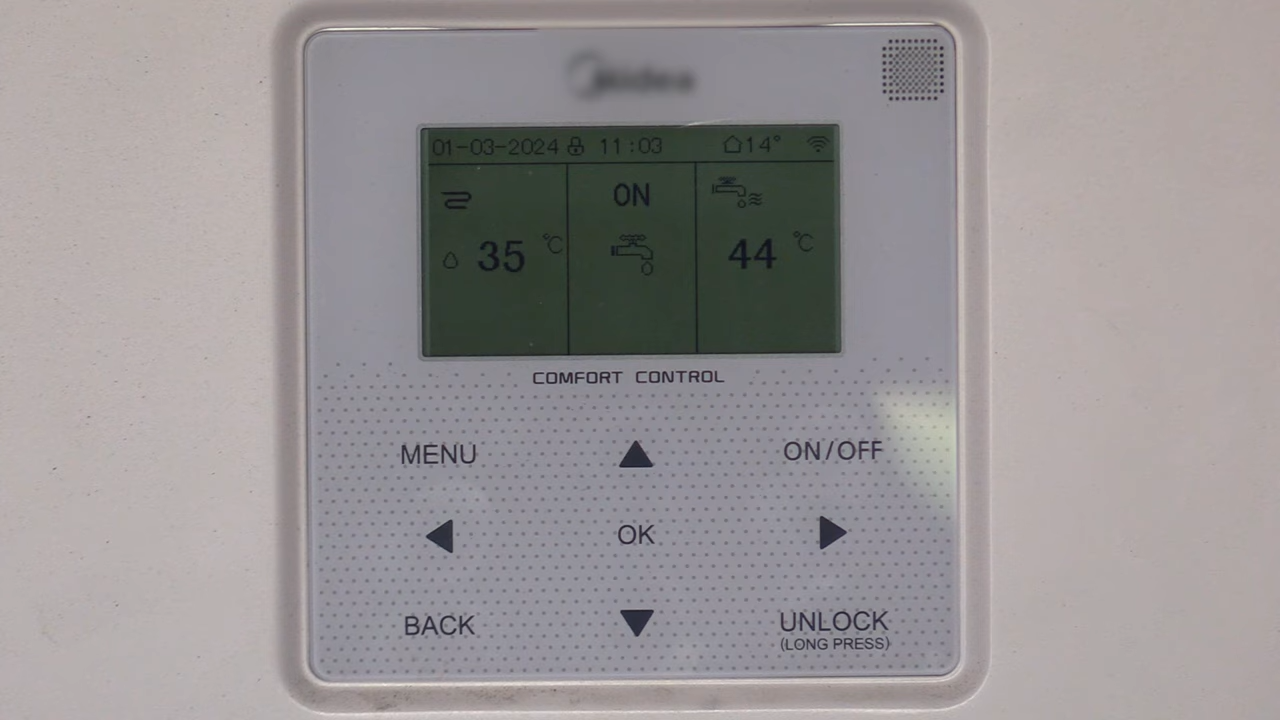 01-03-2024 11:03 14°
ON
35 °C 44 °C
COMFORT CONTROL
MENU ON/OFF
OK
BACK UNLOCK
(LONG PRESS)